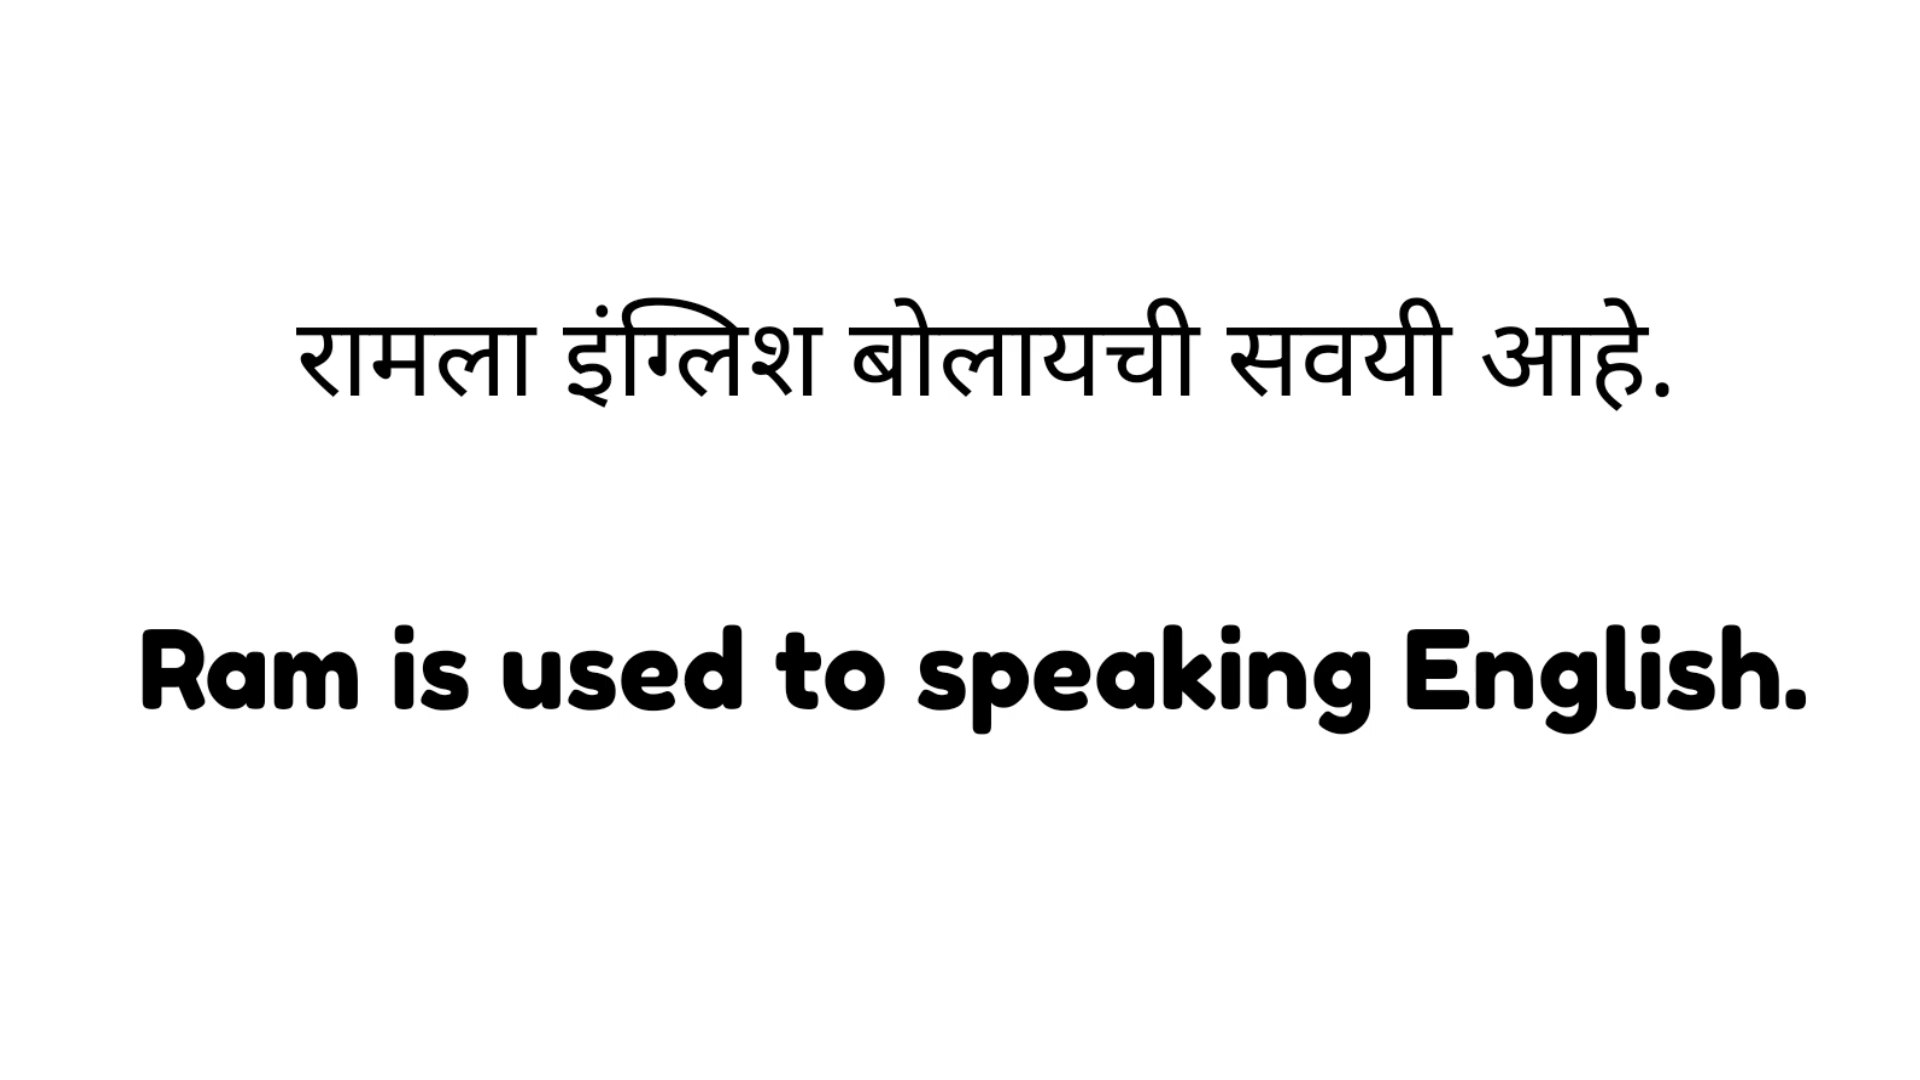 रामला इंग्लिश बोलायची सवयी आहे.
Ram is used to speaking English.